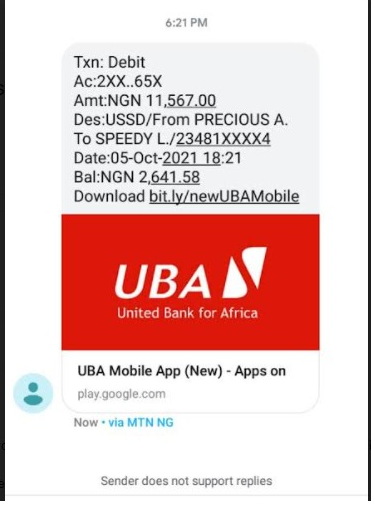 6:21 PM
Txn: Debit
Ac:2XX..65X
Amt:NGN 11,567.00
Des:USSD/From PRECIOUS A.
To SPEEDY L./23481XXXX4
Date:05-Oct-2021 18:21
Bal:NGN 2,641.58
Download bit.ly/newUBAMobile
UBA
United Bank for Africa
UBA Mobile App (New) - Apps on
play.google.com
Now • via MTN NG
Sender does not support replies